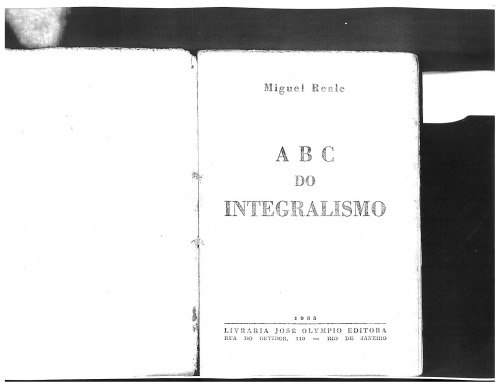 Miguel Reale
A B C
DO
INTEGRALISMO
1935
LIVRARIA JOSÉ OLYMPIO EDITORA
RUA DO OUVIDOR, 110 — RIO DE JANEIRO